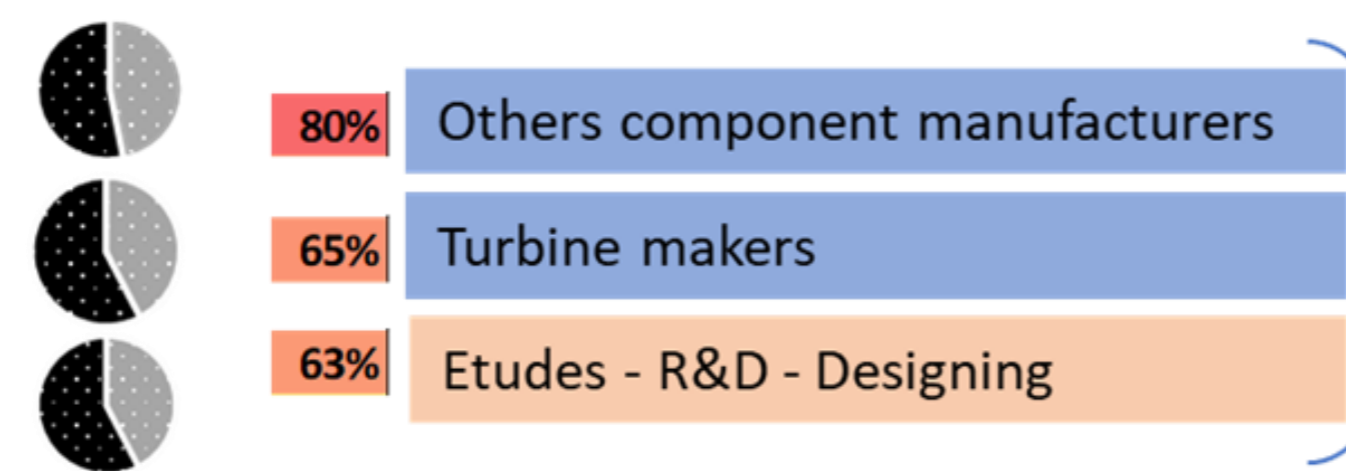 80% Others component manufacturers
65% Turbine makers
63% Etudes - R&D - Designing